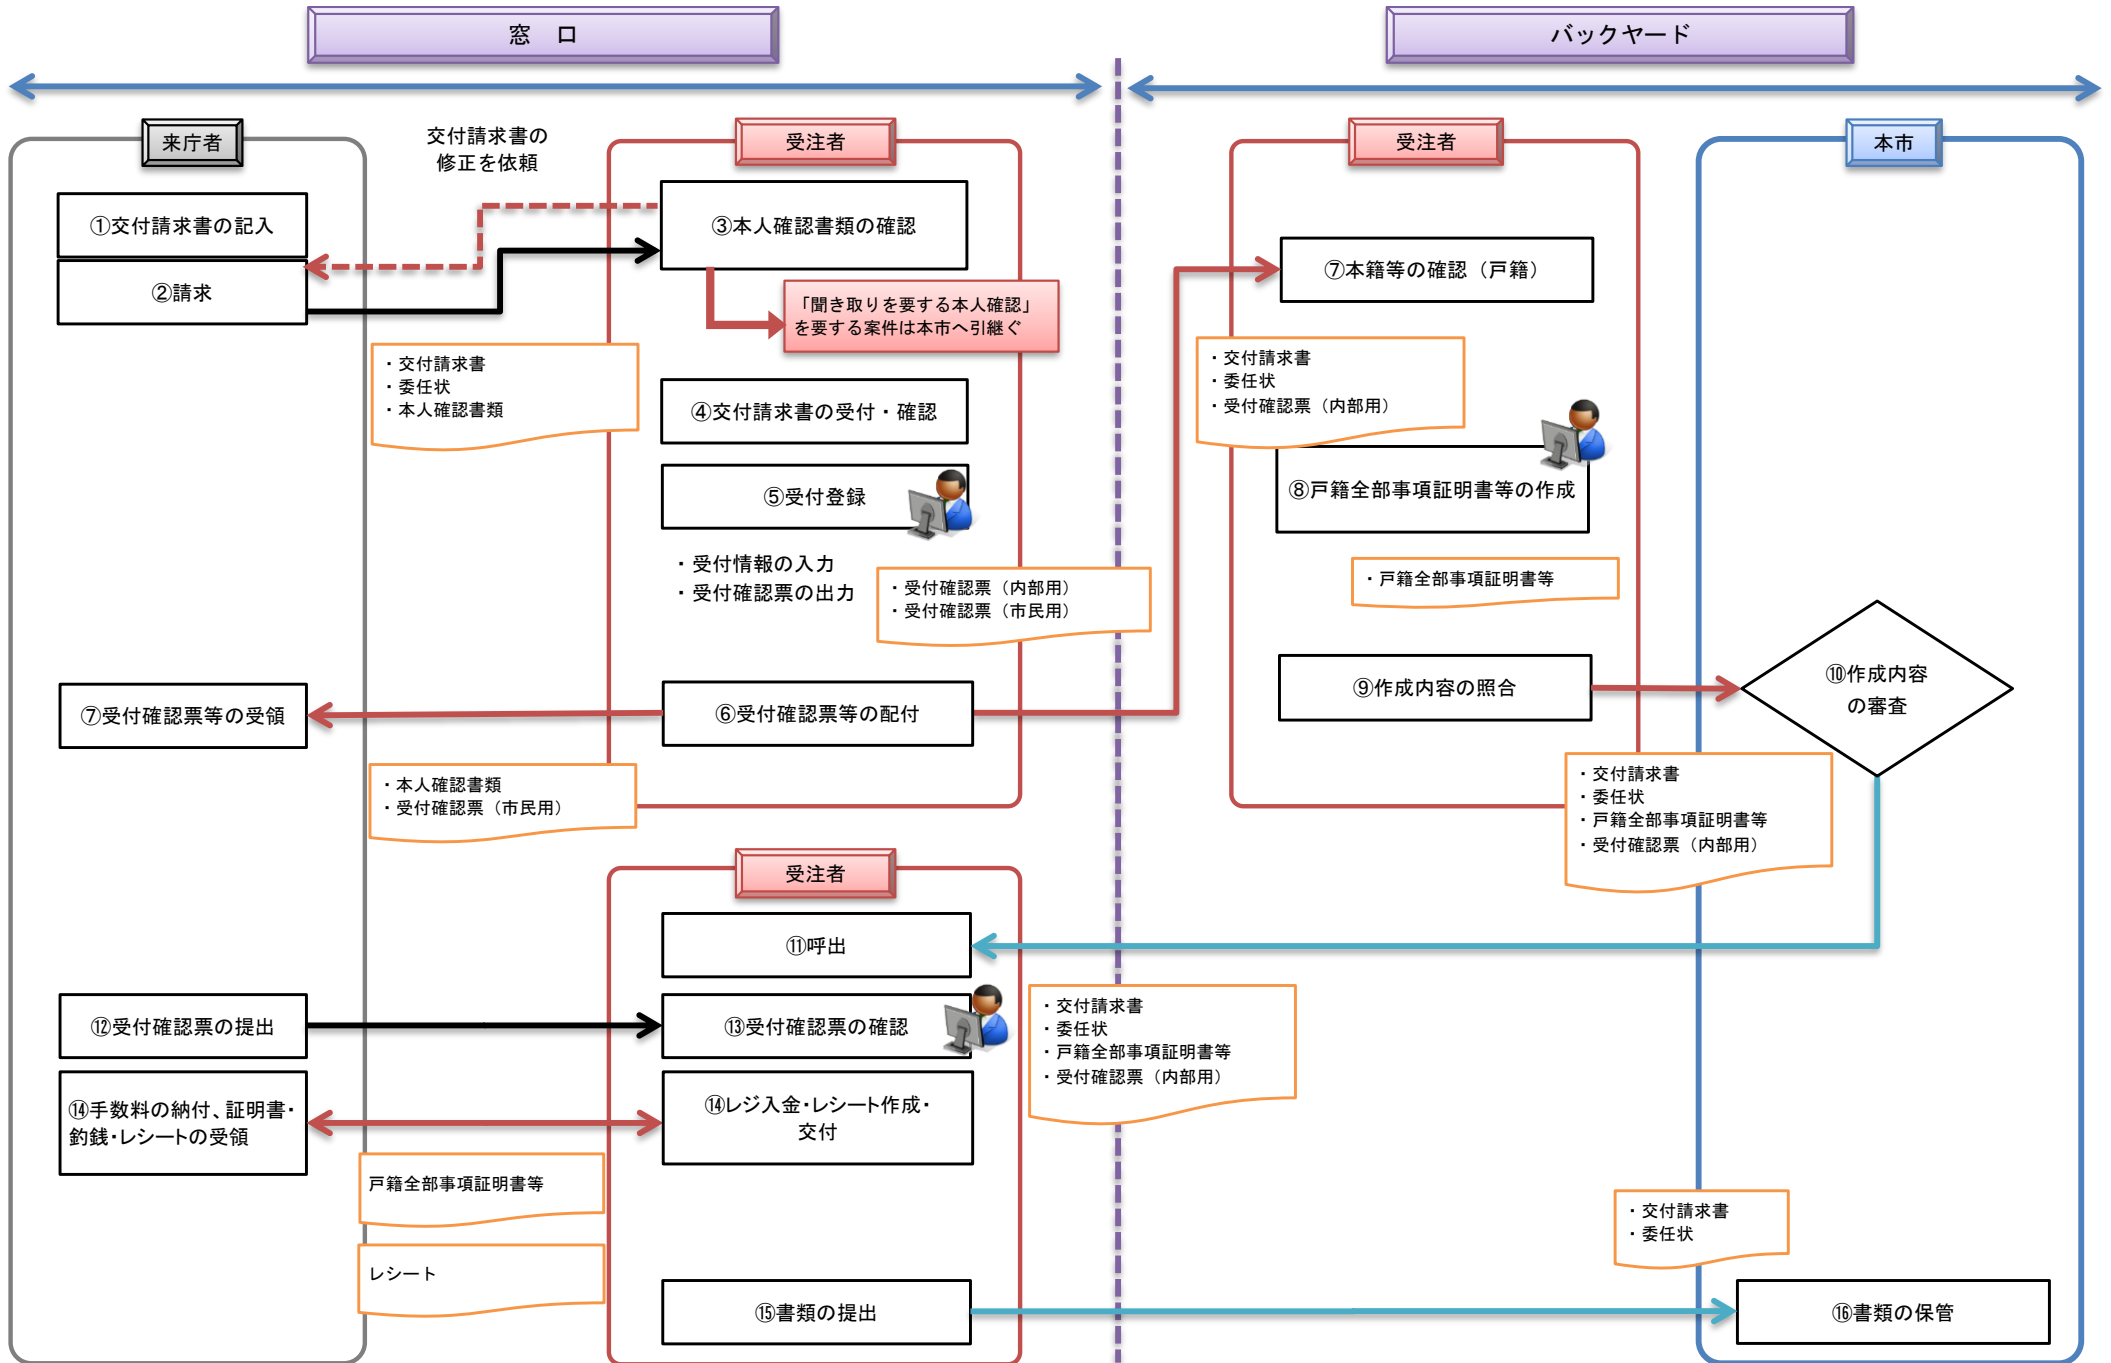 窓　口
バックヤード
来庁者
交付請求書の
修正を依頼
受注者
受注者
本市
①交付請求書の記入
②請求
③本人確認書類の確認
「聞き取りを要する本人確認」
を要する案件は本市へ引継ぐ
・交付請求書
・委任状
・本人確認書類
④交付請求書の受付・確認
⑤受付登録
・受付情報の入力
・受付確認票の出力
・受付確認票（内部用）
・受付確認票（市民用）
⑥受付確認票等の配付
⑦受付確認票等の受領
・本人確認書類
・受付確認票（市民用）
⑦本籍等の確認（戸籍）
・交付請求書
・委任状
・受付確認票（内部用）
⑧戸籍全部事項証明書等の作成
・戸籍全部事項証明書等
⑨作成内容の照合
⑩作成内容
の審査
・交付請求書
・委任状
・戸籍全部事項証明書等
・受付確認票（内部用）
受注者
⑪呼出
⑫受付確認票の提出
⑬受付確認票の確認
・交付請求書
・委任状
・戸籍全部事項証明書等
・受付確認票（内部用）
⑭手数料の納付、証明書・
釣銭・レシートの受領
⑭レジ入金・レシート作成・
交付
戸籍全部事項証明書等
レシート
・交付請求書
・委任状
⑮書類の提出
⑯書類の保管